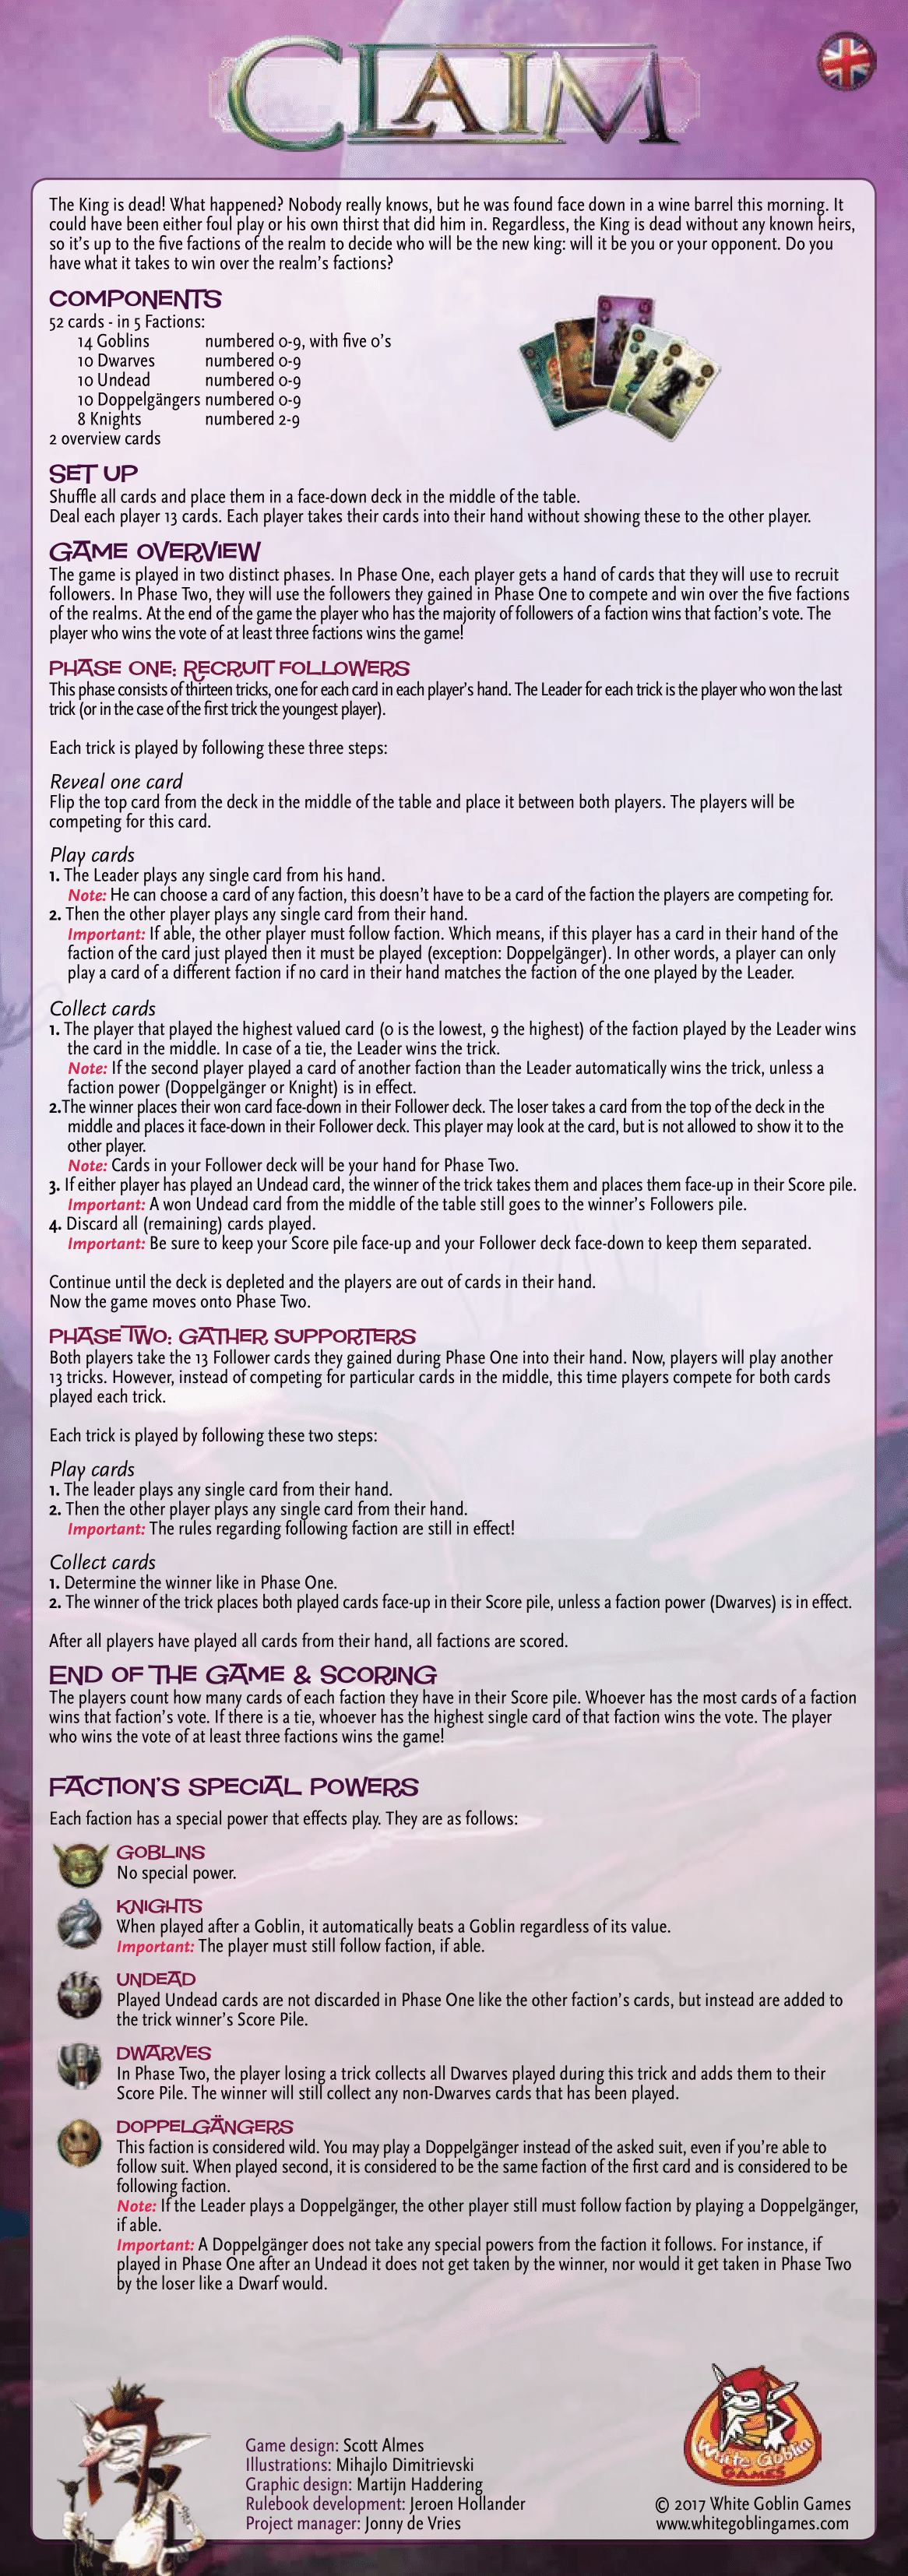 CLAIM
The King is dead! What happened? Nobody really knows, but he was found face down in a wine barrel this morning. It
could have been either foul play or his own thirst that did him in. Regardless, the King is dead without any known heirs,
so it's up to the five factions of the realm to decide who will be the new king: will it be you or your opponent. Do you
have what it takes to win over the realm's factions?
COMPONENTS
52 cards - in 5 Factions:
14 Goblins numbered 0-9, with five 0's
10 Dwarves numbered 0-9
10 Undead numbered 0-9
10 Doppelgängers numbered 0-9
8 Knights numbered 2-9
2 overview cards
SET UP
Shuffle all cards and place them in a face-down deck in the middle of the table.
Deal each player 13 cards. Each player takes their cards into their hand without showing these to the other player.
GAME OVERVIEW
The game is played in two distinct phases. In Phase One, each player gets a hand of cards that they will use to recruit
followers. In Phase Two, they will use the followers they gained in Phase One to compete and win over the five factions
of the realms. At the end of the game the player who has the majority of followers of a faction wins that faction's vote. The
player who wins the vote of at least three factions wins the game!
PHASE ONE: RECRUIT FOLLOWERS
This phase consists of thirteen tricks, one for each card in each player's hand. The Leader for each trick is the player who won the last
trick (or in the case of the first trick the youngest player).
Each trick is played by following these three steps:
Reveal one card
Flip the top card from the deck in the middle of the table and place it between both players. The players will be
competing for this card.
Play cards
1. The Leader plays any single card from his hand.
Note: He can choose a card of any faction, this doesn't have to be a card of the faction the players are competing for.
2. Then the other player plays any single card from their hand.
Important: If able, the other player must follow faction. Which means, if this player has a card in their hand of the
faction of the card just played then it must be played (exception: Doppelgänger). In other words, a player can only
play a card of a different faction if no card in their hand matches the faction of the one played by the Leader.
Collect cards
1. The player that played the highest valued card (0 is the lowest, 9 the highest) of the faction played by the Leader wins
the card in the middle. In case of a tie, the Leader wins the trick.
Note: If the second player played a card of another faction than the Leader automatically wins the trick, unless a
faction power (Doppelgänger or Knight) is in effect.
2.The winner places their won card face-down in their Follower deck. The loser takes a card from the top of the deck in the
middle and places it face-down in their Follower deck. This player may look at the card, but is not allowed to show it to the
other player.
Note: Cards in your Follower deck will be your hand for Phase Two.
3. If either player has played an Undead card, the winner of the trick takes them and places them face-up in their Score pile.
Important: A won Undead card from the middle of the table still goes to the winner's Followers pile.
4. Discard all (remaining) cards played.
Important: Be sure to keep your Score pile face-up and your Follower deck face-down to keep them separated.
Continue until the deck is depleted and the players are out of cards in their hand.
Now the game moves onto Phase Two.
PHASE TWO: GATHER SUPPORTERS
Both players take the 13 Follower cards they gained during Phase One into their hand. Now, players will play another
13 tricks. However, instead of competing for particular cards in the middle, this time players compete for both cards
played each trick.
Each trick is played by following these two steps:
Play cards
1. The leader plays any single card from their hand.
2. Then the other player plays any single card from their hand.
Important: The rules regarding following faction are still in effect!
Collect cards
1. Determine the winner like in Phase One.
2. The winner of the trick places both played cards face-up in their Score pile, unless a faction power (Dwarves) is in effect.
After all players have played all cards from their hand, all factions are scored.
END OF THE GAME & SCORING
The players count how many cards of each faction they have in their Score pile. Whoever has the most cards of a faction
wins that faction's vote. If there is a tie, whoever has the highest single card of that faction wins the vote. The player
who wins the vote of at least three factions wins the game!
FACTION'S SPECIAL POWERS
Each faction has a special power that effects play. They are as follows:
GOBLINS
No special power.
KNIGHTS
When played after a Goblin, it automatically beats a Goblin regardless of its value.
Important: The player must still follow faction, if able.
UNDEAD
Played Undead cards are not discarded in Phase One like the other faction's cards, but instead are added to
the trick winner's Score Pile.
DWARVES
In Phase Two, the player losing a trick collects all Dwarves played during this trick and adds them to their
Score Pile. The winner will still collect any non-Dwarves cards that has been played.
DOPPELGÄNGERS
This faction is considered wild. You may play a Doppelgänger instead of the asked suit, even if you're able to
follow suit. When played second, it is considered to be the same faction of the first card and is considered to be
following faction.
Note: If the Leader plays a Doppelgänger, the other player still must follow faction by playing a Doppelgänger,
if able.
Important: A Doppelgänger does not take any special powers from the faction it follows. For instance, if
played in Phase One after an Undead it does not get taken by the winner, nor would it get taken in Phase Two
by the loser like a Dwarf would.
Game design: Scott Almes
Illustrations: Mihajlo Dimitrievski
Graphic design: Martijn Haddering
Rulebook development: Jeroen Hollander
Project manager: Jonny de Vries
White Goblin
GAMES
© 2017 White Goblin Games
www.whitegoblingames.com